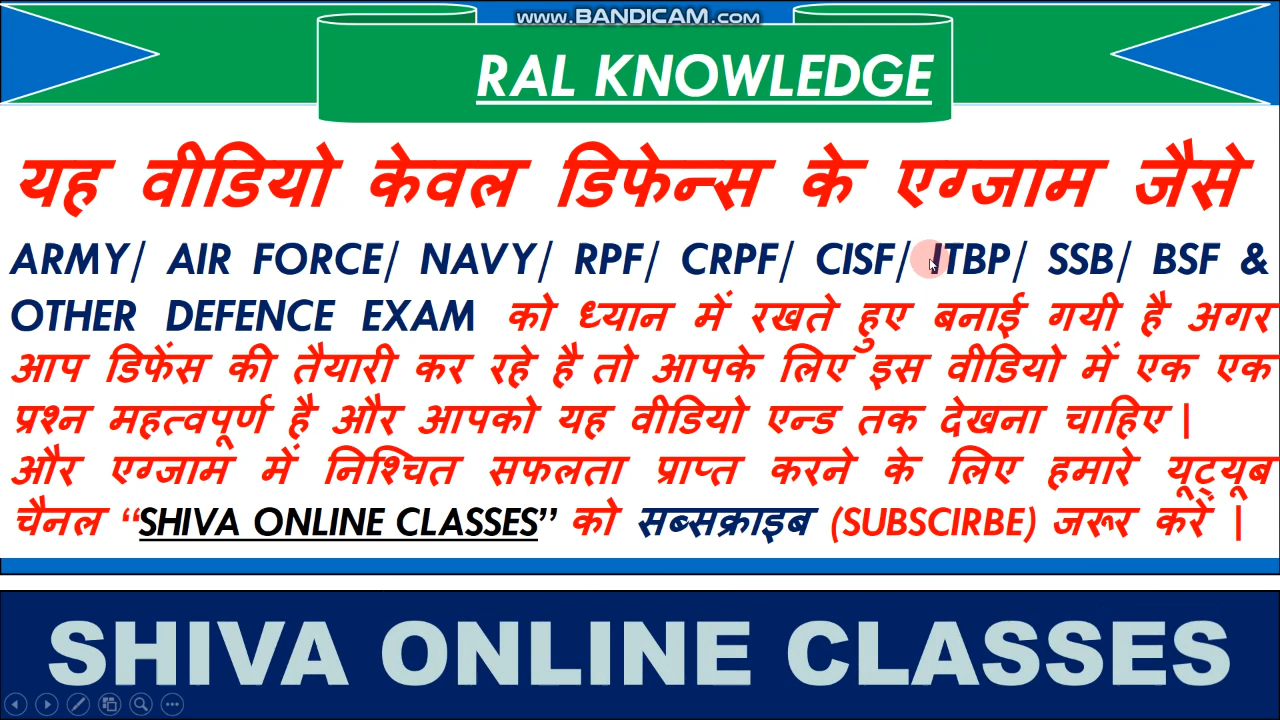 www.BANDICAM.com
RAL KNOWLEDGE
यह वीडियो केवल डिफेन्स के एग्जाम जैसे
ARMY/ AIR FORCE/ NAVY/ RPF/ CRPF/ CISF/ ITBP/ SSB/ BSF &
OTHER DEFENCE EXAM को ध्यान में रखते हुए बनाई गयी है अगर
आप डिफेंस की तैयारी कर रहे है तो आपके लिए इस वीडियो में एक एक
प्रश्न महत्वपूर्ण है और आपको यह वीडियो एन्ड तक देखना चाहिए |
और एग्जाम में निश्चित सफलता प्राप्त करने के लिए हमारे यूट्यूब
चैनल “SHIVA ONLINE CLASSES” को सब्सक्राइब (SUBSCIRBE) जरूर करें |
SHIVA ONLINE CLASSES